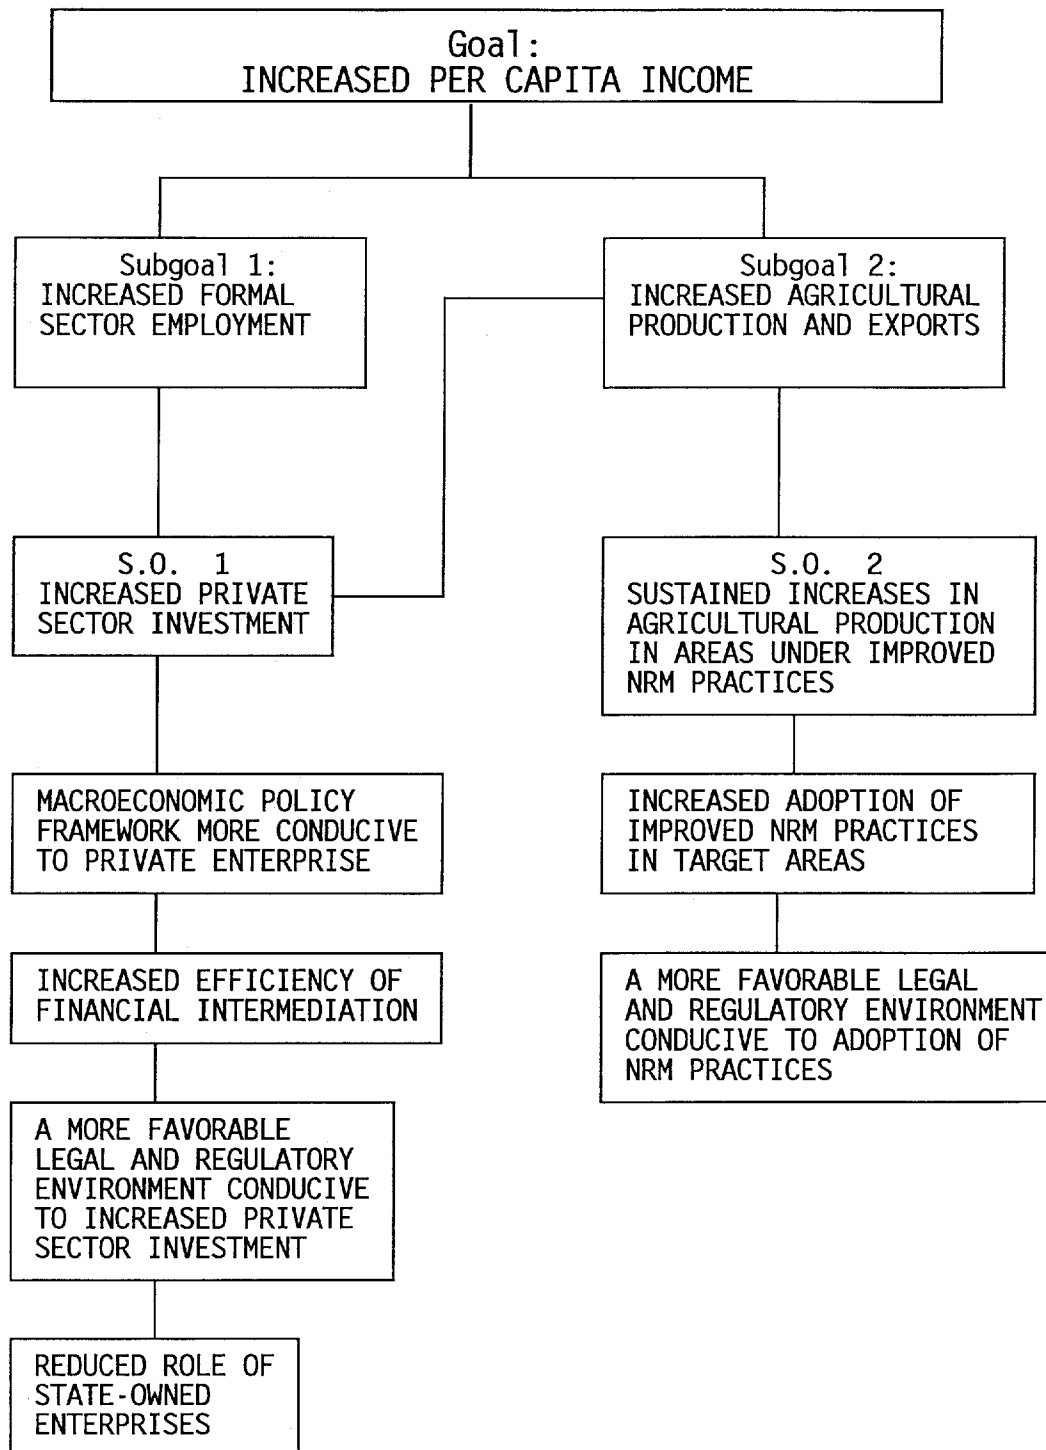 Goal:
INCREASED PER CAPITA INCOME
Subgoal 1:
INCREASED FORMAL
SECTOR EMPLOYMENT
Subgoal 2:
INCREASED AGRICULTURAL
PRODUCTION AND EXPORTS
S.O. 1
INCREASED PRIVATE
SECTOR INVESTMENT
S.O. 2
SUSTAINED INCREASES IN
AGRICULTURAL PRODUCTION
IN AREAS UNDER IMPROVED
NRM PRACTICES
MACROECONOMIC POLICY
FRAMEWORK MORE CONDUCIVE
TO PRIVATE ENTERPRISE
INCREASED ADOPTION OF
IMPROVED NRM PRACTICES
IN TARGET AREAS
INCREASED EFFICIENCY OF
FINANCIAL INTERMEDIATION
A MORE FAVORABLE LEGAL
AND REGULATORY ENVIRONMENT
CONDUCIVE TO ADOPTION OF
NRM PRACTICES
A MORE FAVORABLE
LEGAL AND REGULATORY
ENVIRONMENT CONDUCIVE
TO INCREASED PRIVATE
SECTOR INVESTMENT
REDUCED ROLE OF
STATE-OWNED
ENTERPRISES